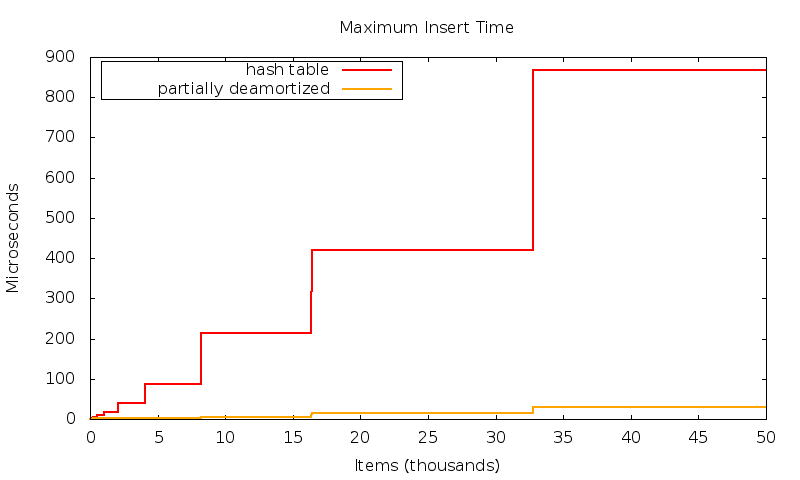 Maximum Insert Time
hash table
partially deamortized
Microseconds
900
800
700
600
500
400
300
200
100
0
0 5 10 15 20 25 30 35 40 45 50
Items (thousands)